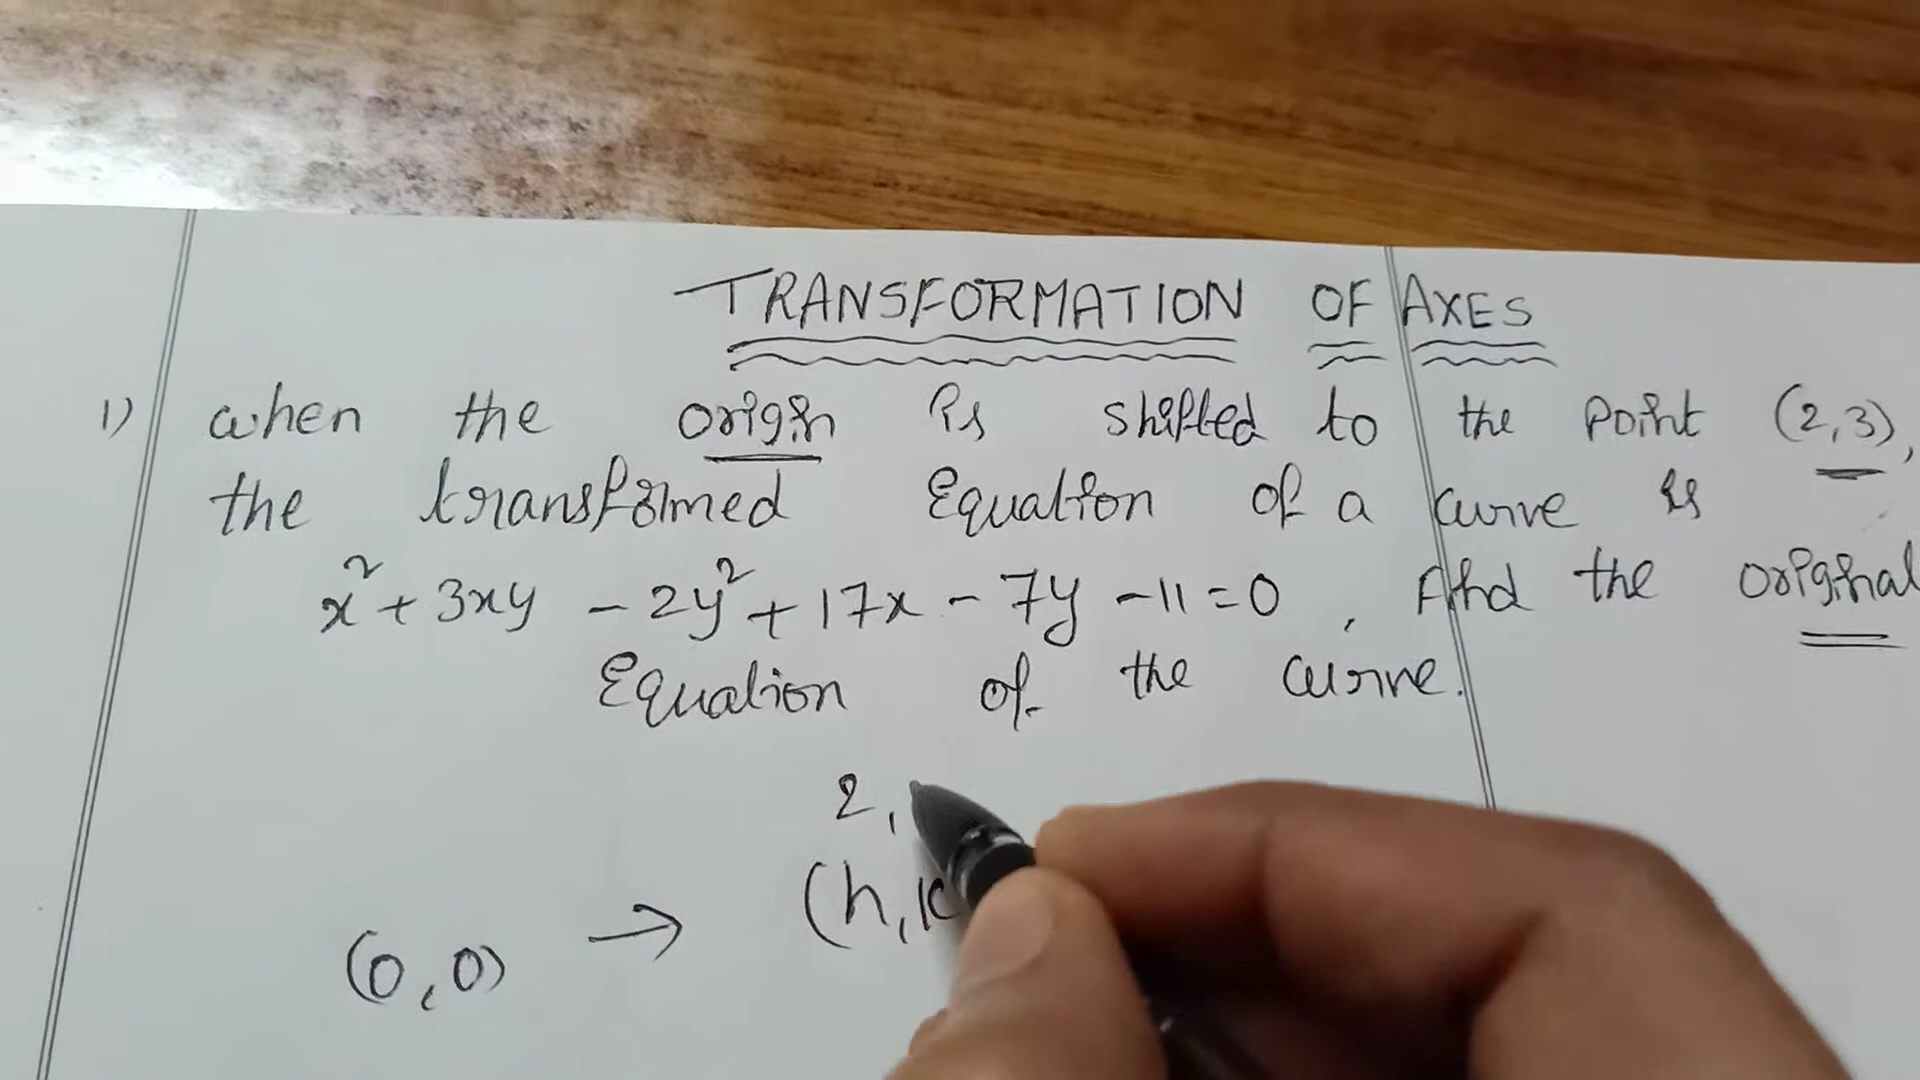 TRANSFORMATION OF AXES
1) when the origin is shifted to the point (2,3),
the transformed Equation of a curve is
x²+3xy -2y²+17x-7y-11=0, Find the original
Equation of the curve.
2,
(h,k
(0,0) →